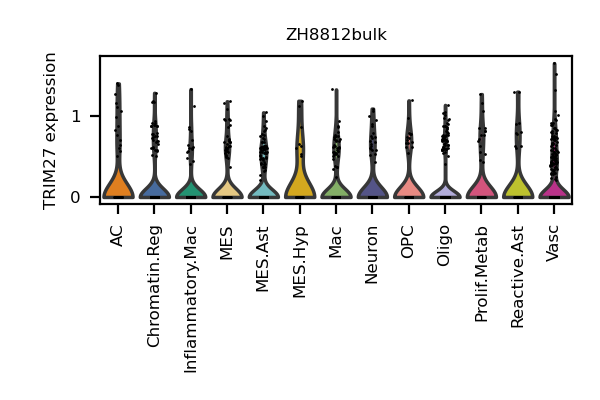 ZH8812bulk
TRIM27 expression
1
0
AC
Chromatin.Reg
Inflammatory.Mac
MES
MES.Ast
MES.Hyp
Mac
Neuron
OPC
Oligo
Prolif.Metab
Reactive.Ast
Vasc